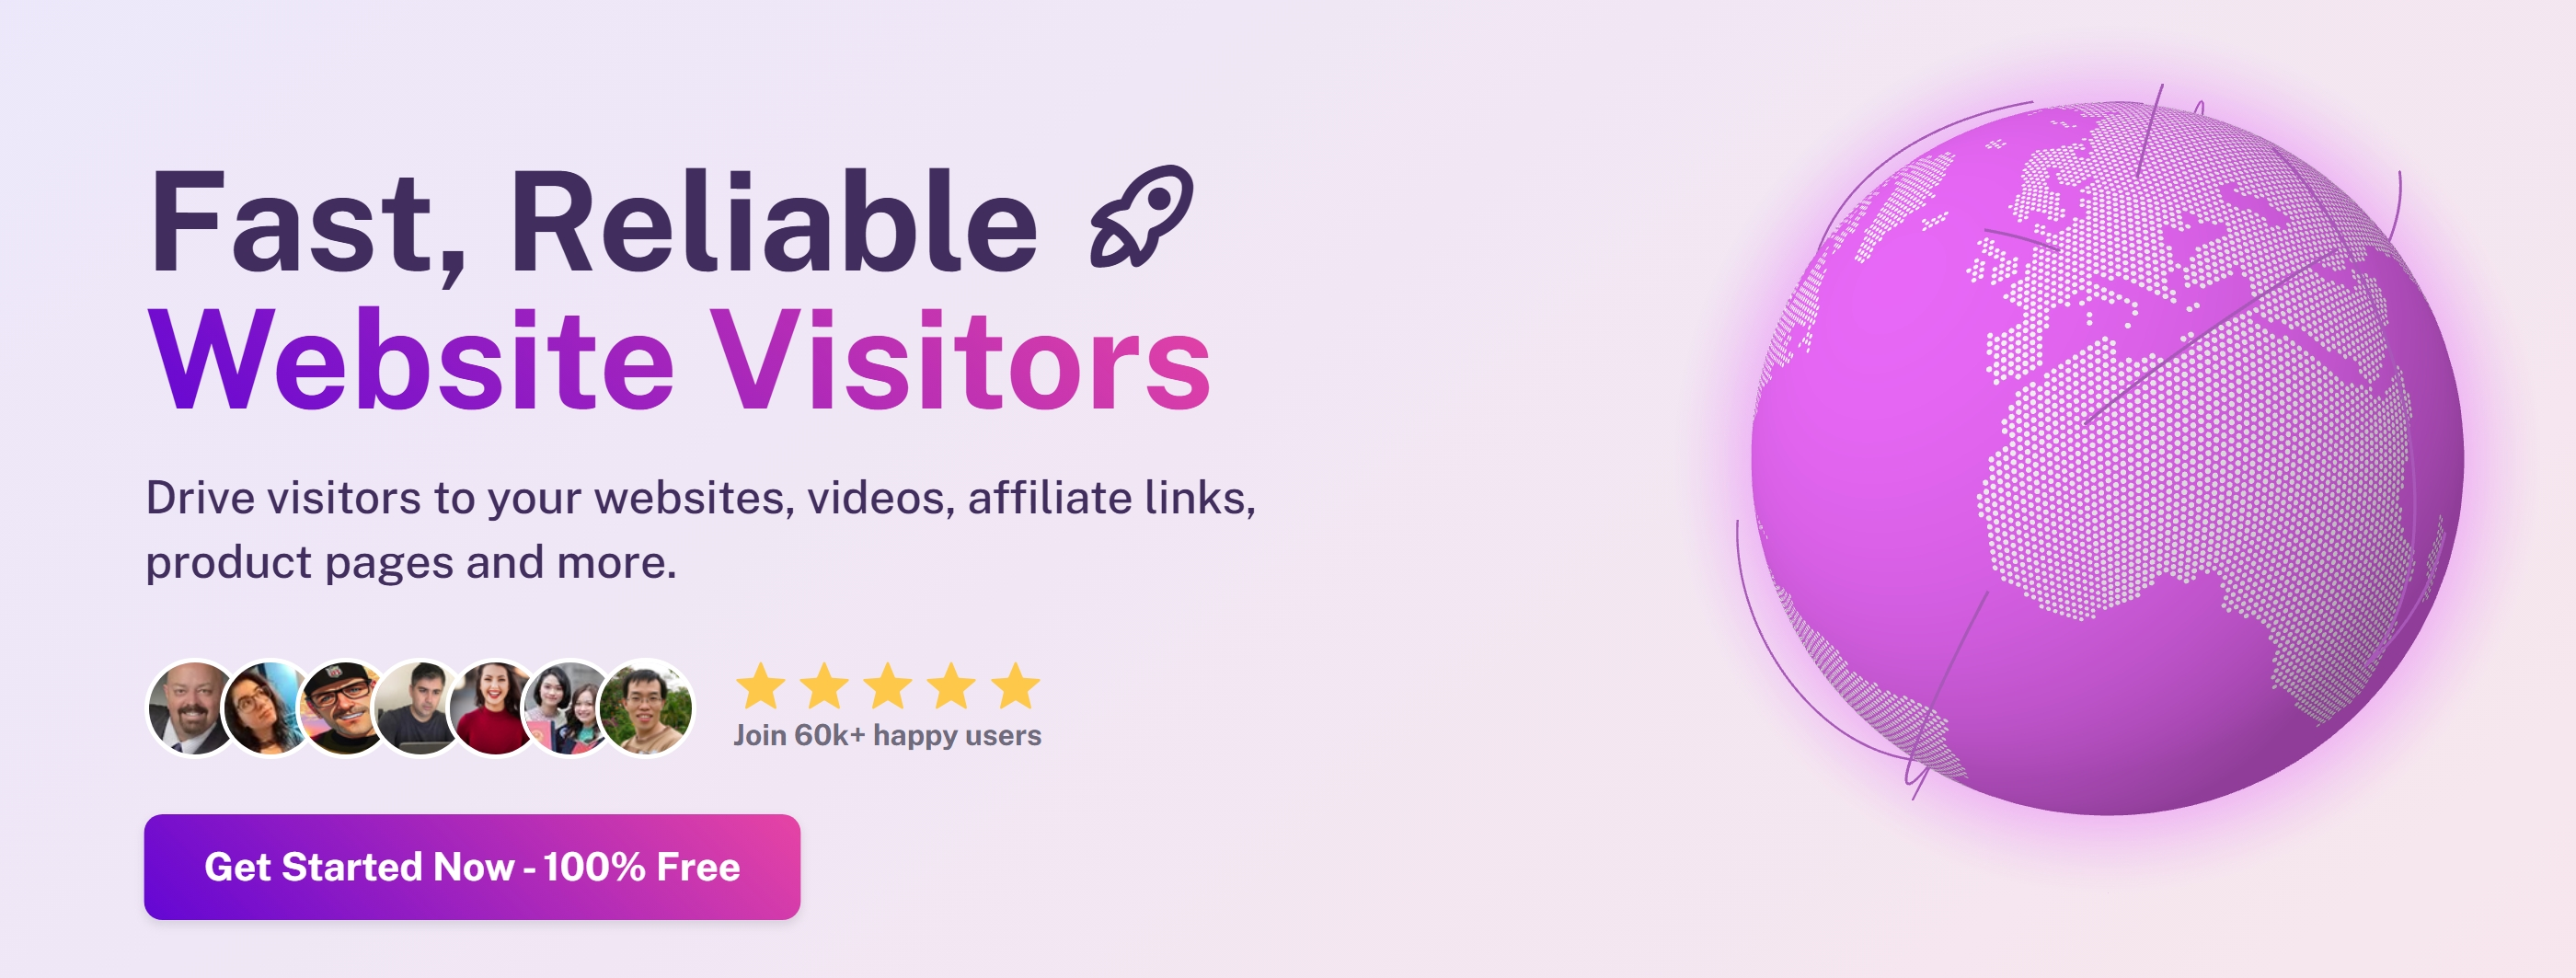 Fast, Reliable
Website Visitors
Drive visitors to your websites, videos, affiliate links,
product pages and more.
Join 60k+ happy users
Get Started Now - 100% Free